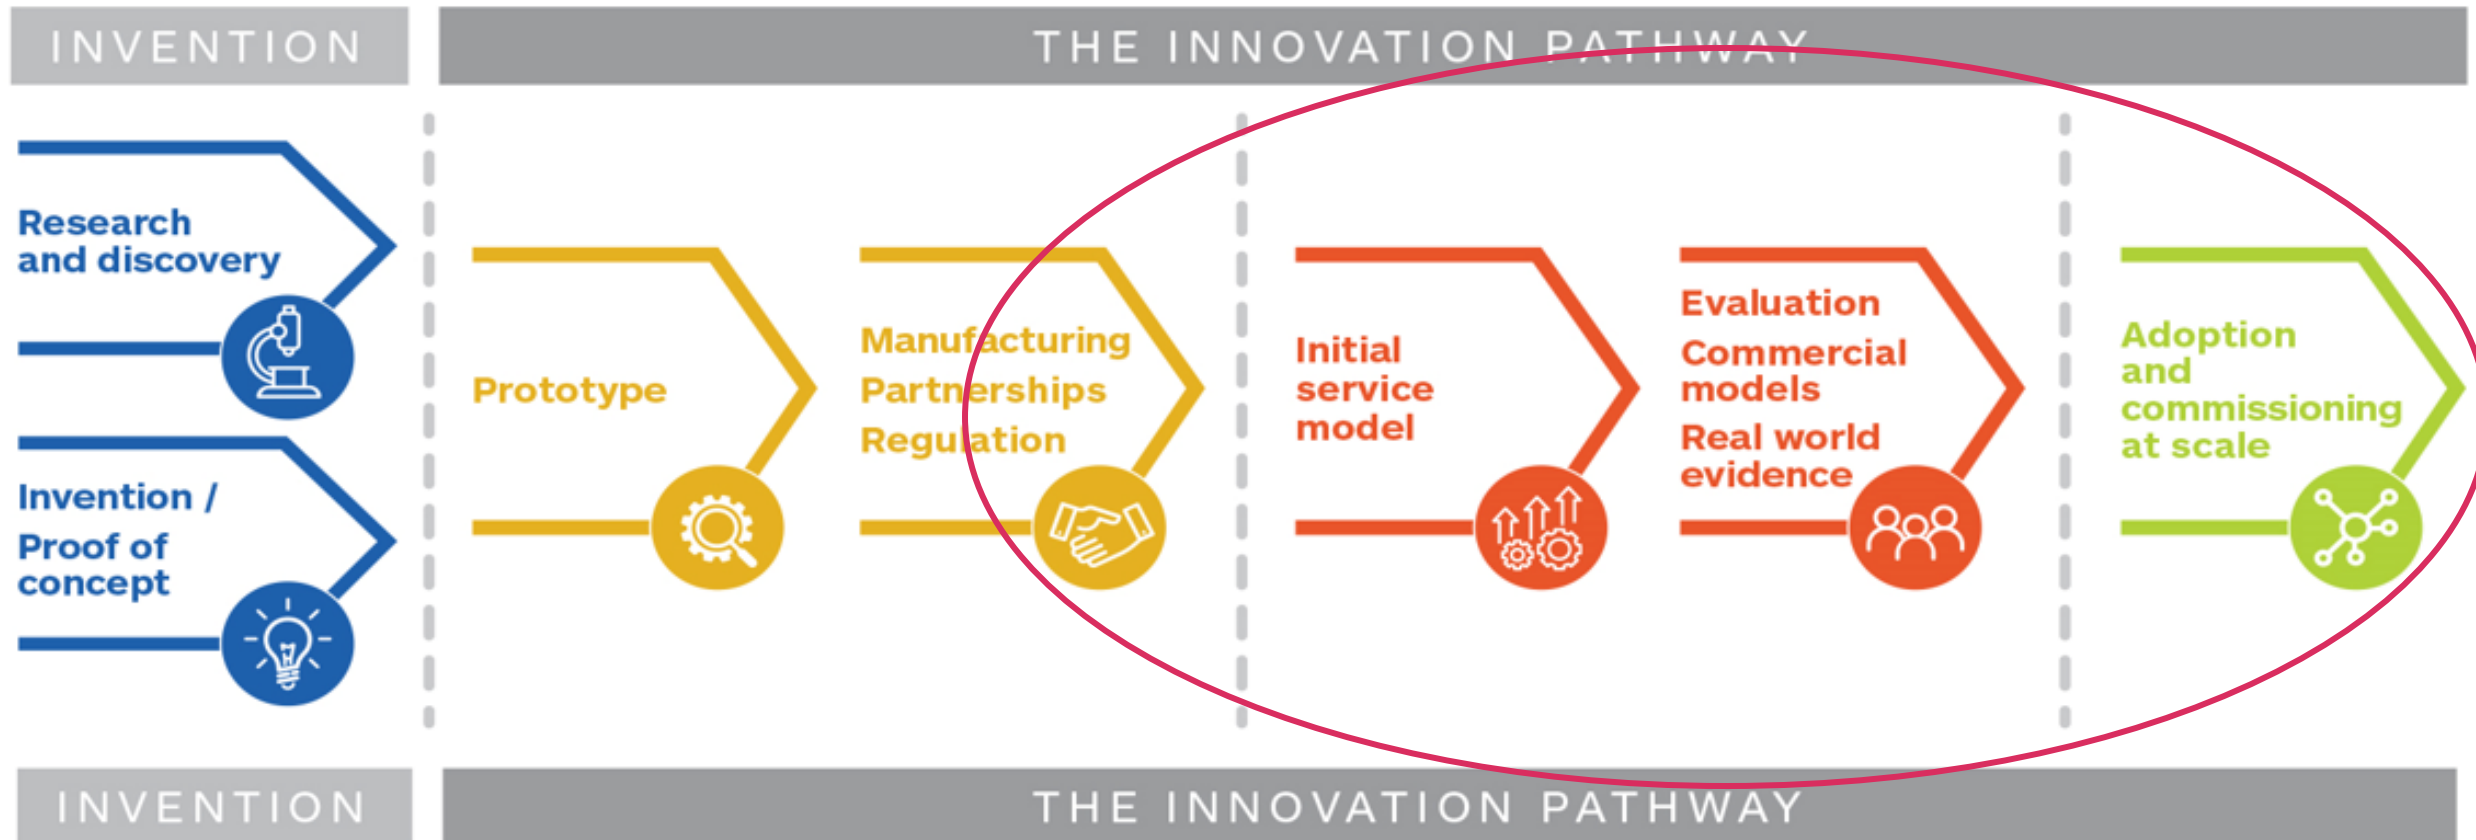 INVENTION
THE INNOVATION PATHWAY
Research
and discovery
Invention /
Proof of
concept
Prototype
Manufacturing
Partnerships
Regulation
Initial
service
model
Evaluation
Commercial
models
Real world
evidence
Adoption
and
commissioning
at scale
INVENTION
THE INNOVATION PATHWAY